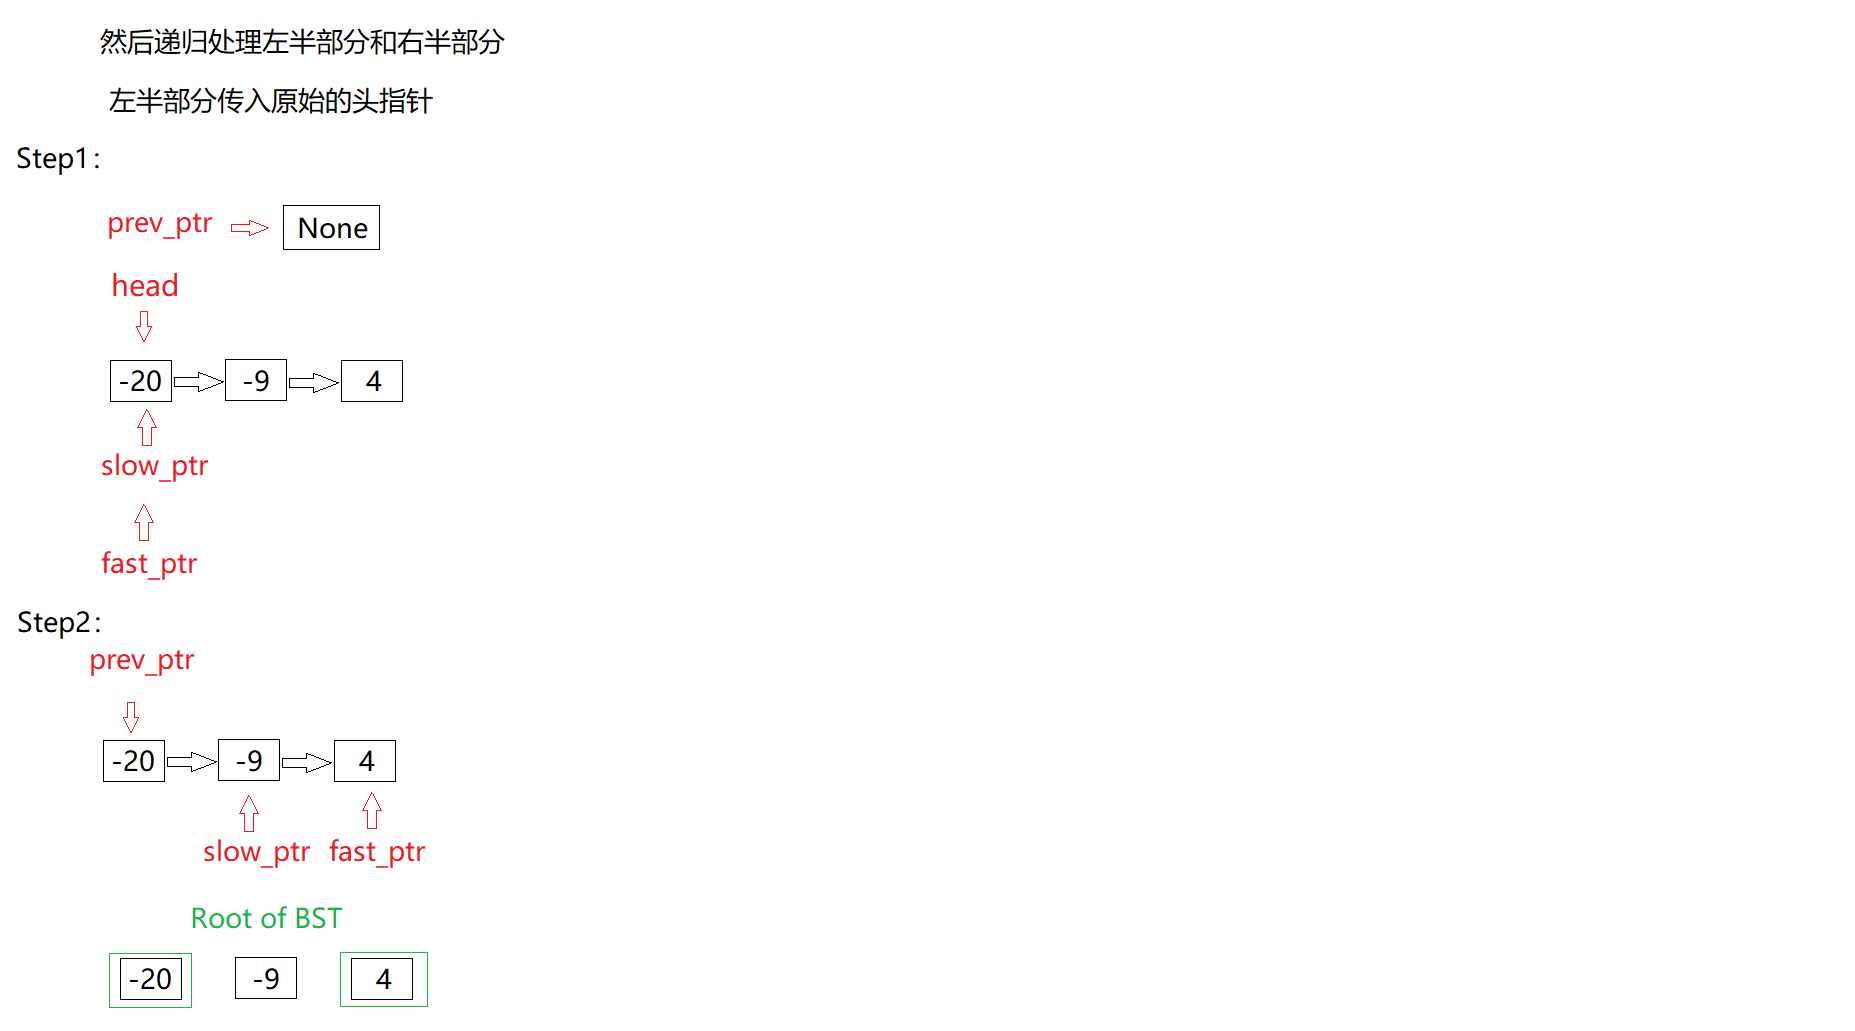 然后递归处理左半部分和右半部分
左半部分传入原始的头指针
Step1：
prev_ptr None
head
-20 -9 4
slow_ptr
fast_ptr
Step2：
prev_ptr
-20 -9 4
slow_ptr fast_ptr
Root of BST
-20 -9 4